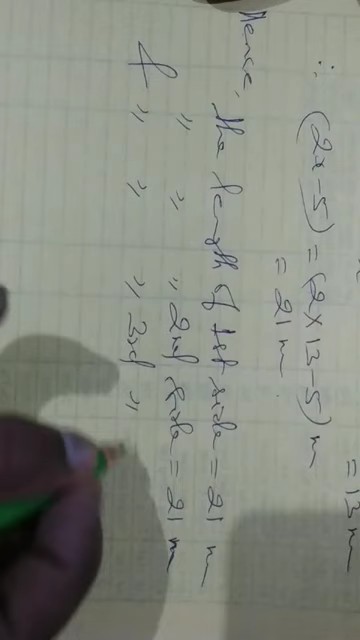 = 13 m
∴ (2x - 5) = (2 × 13 - 5) m
= 21 m.
Hence, the length of 1st side = 21 m
" " " 2nd side = 21 m
& " " " 3rd "